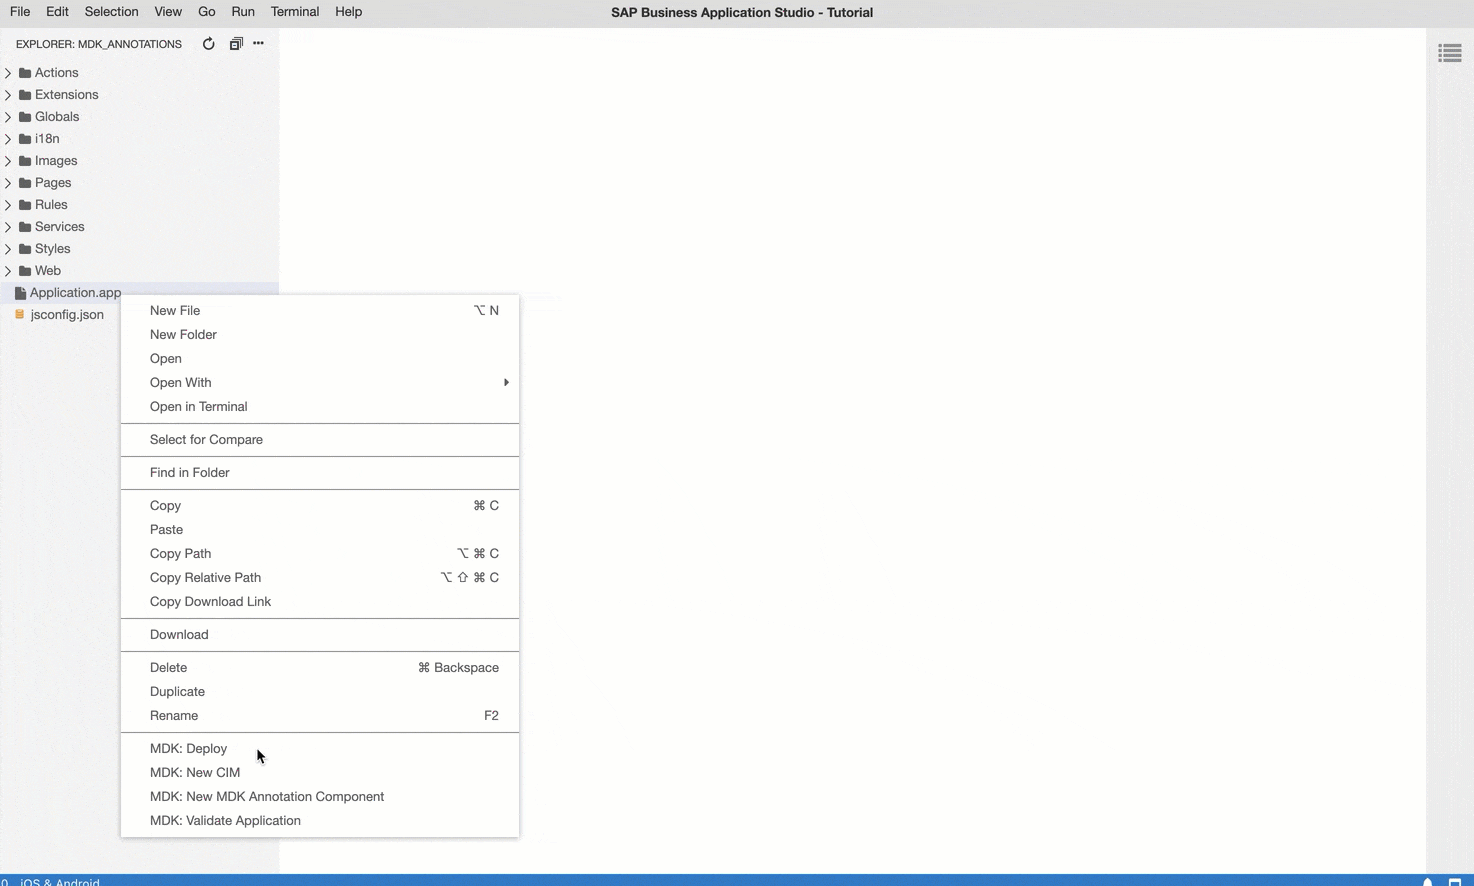 File Edit Selection View Go Run Terminal Help SAP Business Application Studio - Tutorial
EXPLORER: MDK_ANNOTATIONS
Actions
Extensions
Globals
i18n
Images
Pages
Rules
Services
Styles
Web
Application.app
jsconfig.json
New File ⌥ N
New Folder
Open
Open With
Open in Terminal
Select for Compare
Find in Folder
Copy ⌘ C
Paste
Copy Path ⌥ ⌘ C
Copy Relative Path ⌥ ⇧ ⌘ C
Copy Download Link
Download
Delete ⌘ Backspace
Duplicate
Rename F2
MDK: Deploy
MDK: New CIM
MDK: New MDK Annotation Component
MDK: Validate Application
0 iOS & Android